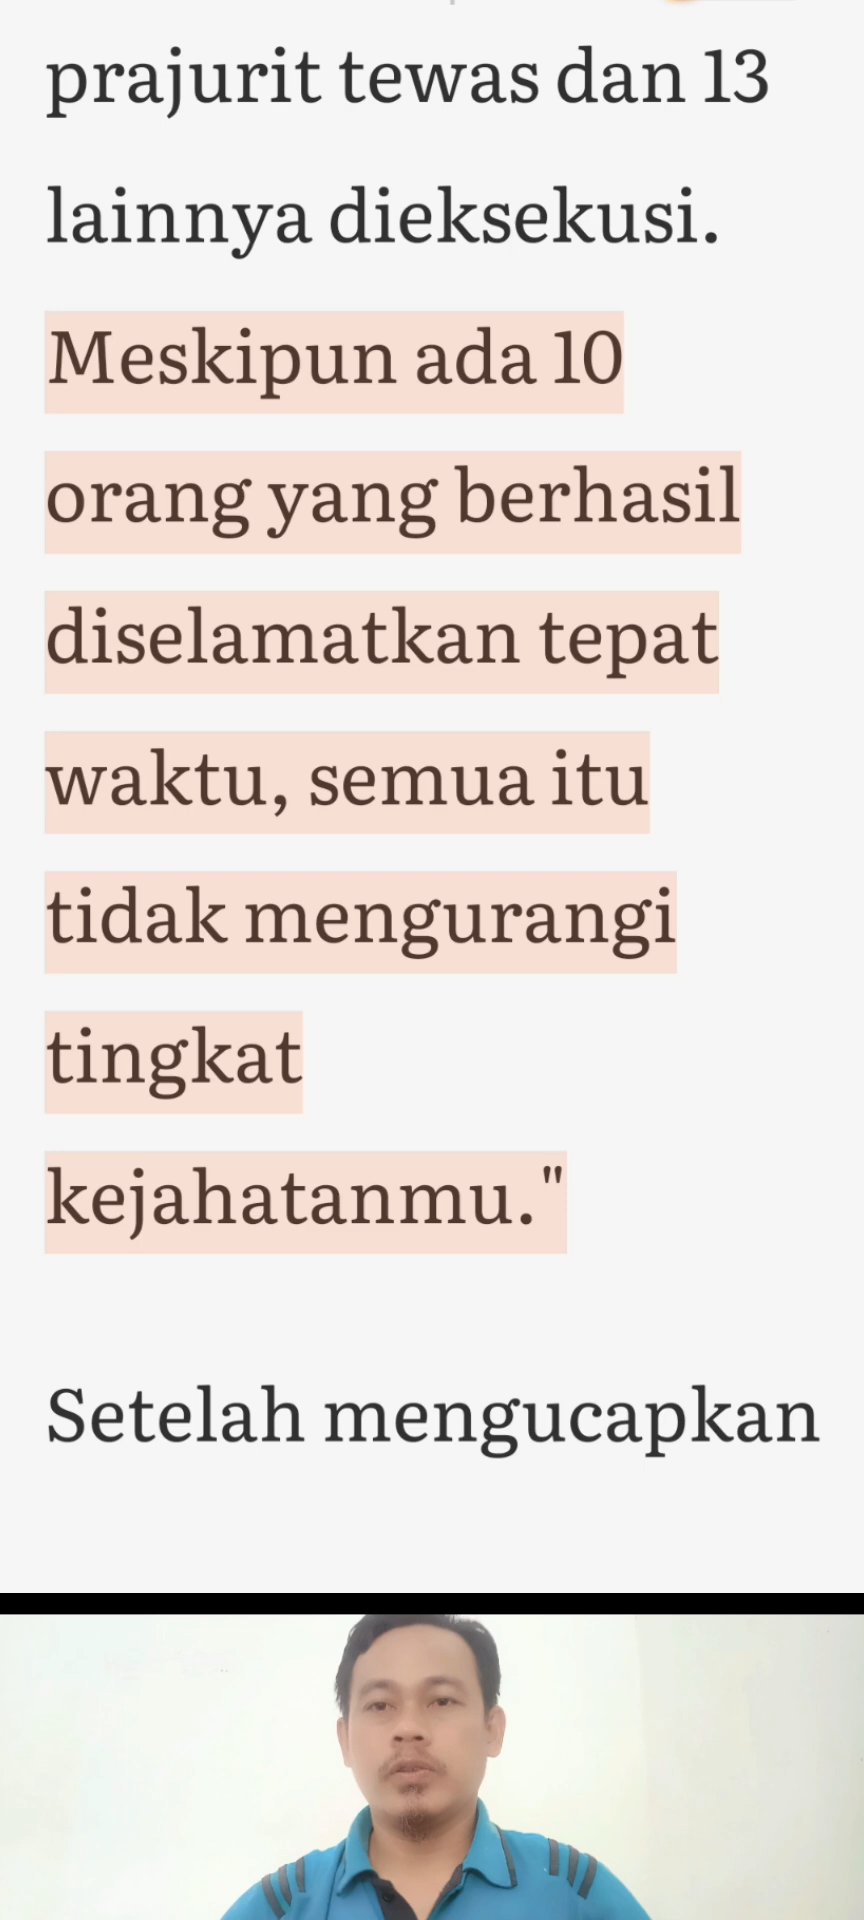 prajurit tewas dan 13
lainnya dieksekusi.
Meskipun ada 10
orang yang berhasil
diselamatkan tepat
waktu, semua itu
tidak mengurangi
tingkat
kejahatanmu."
Setelah mengucapkan